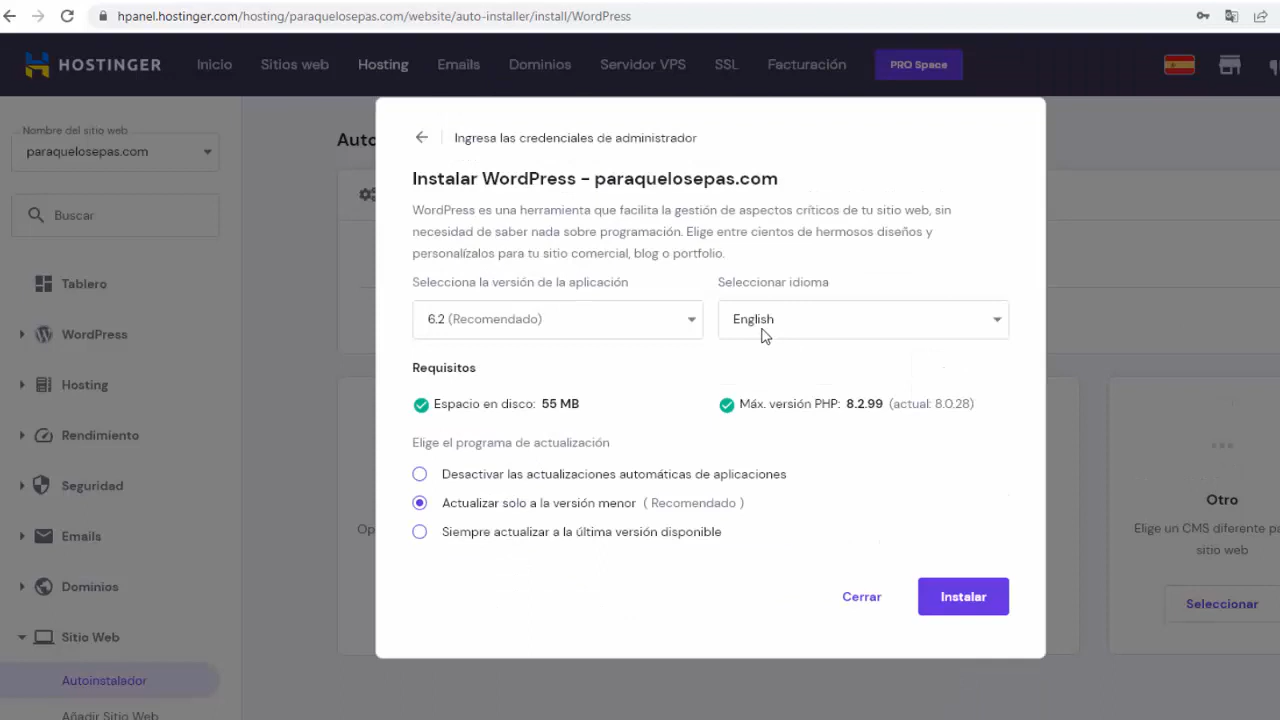 hpanel.hostinger.com/hosting/paraquelosepas.com/website/auto-installer/install/WordPress
HOSTINGER
Inicio
Sitios web
Hosting
Emails
Dominios
Servidor VPS
SSL
Facturación
PRO Space
Nombre del sitio web
paraquelosepas.com
Buscar
Tablero
WordPress
Hosting
Rendimiento
Seguridad
Emails
Dominios
Sitio Web
Autoinstalador
Añadir Sitio Web
Ingresa las credenciales de administrador
Instalar WordPress - paraquelosepas.com
WordPress es una herramienta que facilita la gestión de aspectos críticos de tu sitio web, sin
necesidad de saber nada sobre programación. Elige entre cientos de hermosos diseños y
personalízalos para tu sitio comercial, blog o portfolio.
Selecciona la versión de la aplicación
6.2 (Recomendado)
Seleccionar idioma
English
Requisitos
Espacio en disco: 55 MB
Máx. versión PHP: 8.2.99 (actual: 8.0.28)
Elige el programa de actualización
Desactivar las actualizaciones automáticas de aplicaciones
Actualizar solo a la versión menor ( Recomendado )
Siempre actualizar a la última versión disponible
Cerrar
Instalar
Otro
Elige un CMS diferente pa
sitio web
Seleccionar